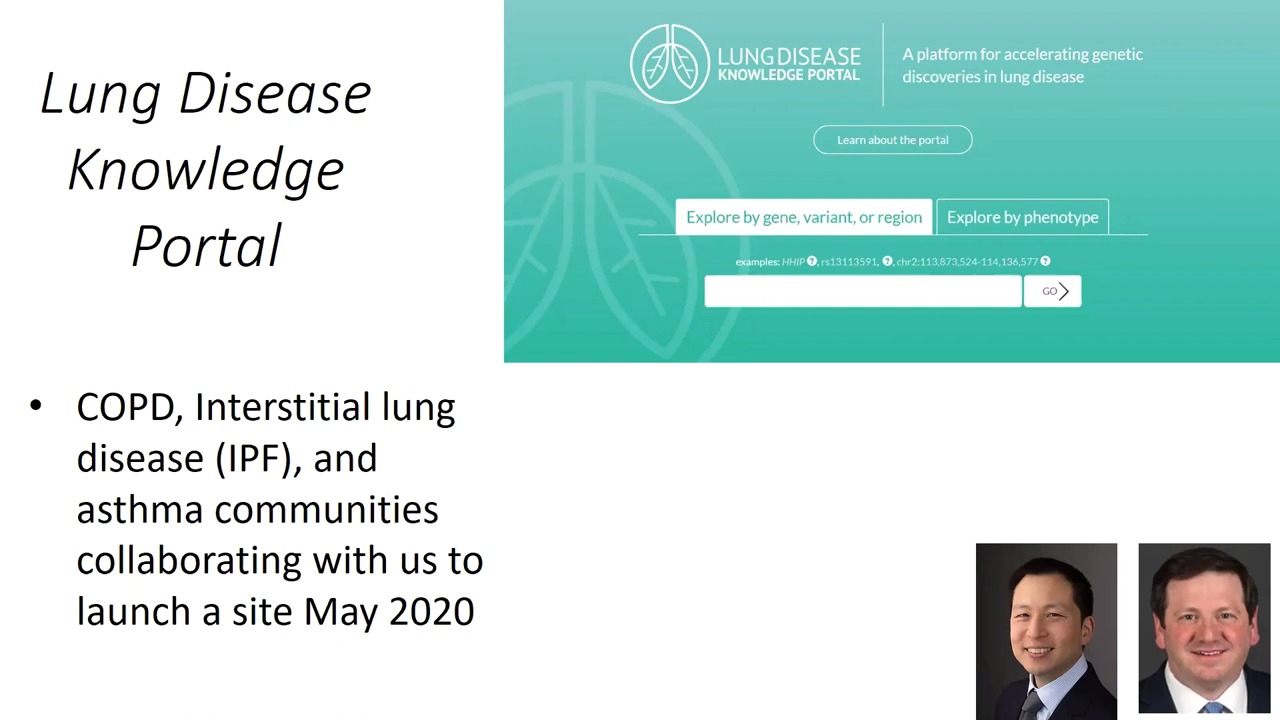 Lung Disease
Knowledge
Portal
LUNG DISEASE
KNOWLEDGE PORTAL
A platform for accelerating genetic
discoveries in lung disease
Learn about the portal
Explore by gene, variant, or region
Explore by phenotype
examples: HHIP ?, rs13113591, ?, chr2:113,873,524-114,136,577 ?
GO
• COPD, Interstitial lung
disease (IPF), and
asthma communities
collaborating with us to
launch a site May 2020